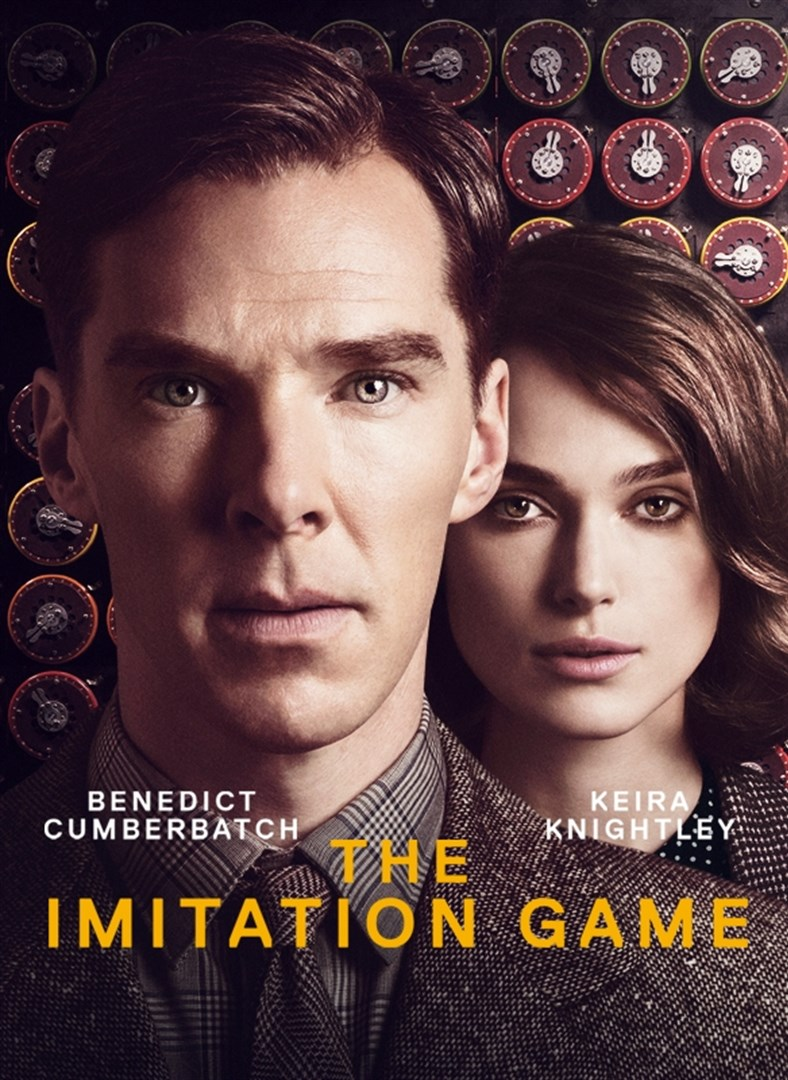 BENEDICT
CUMBERBATCH
KEIRA
KNIGHTLEY
THE
IMITATION GAME